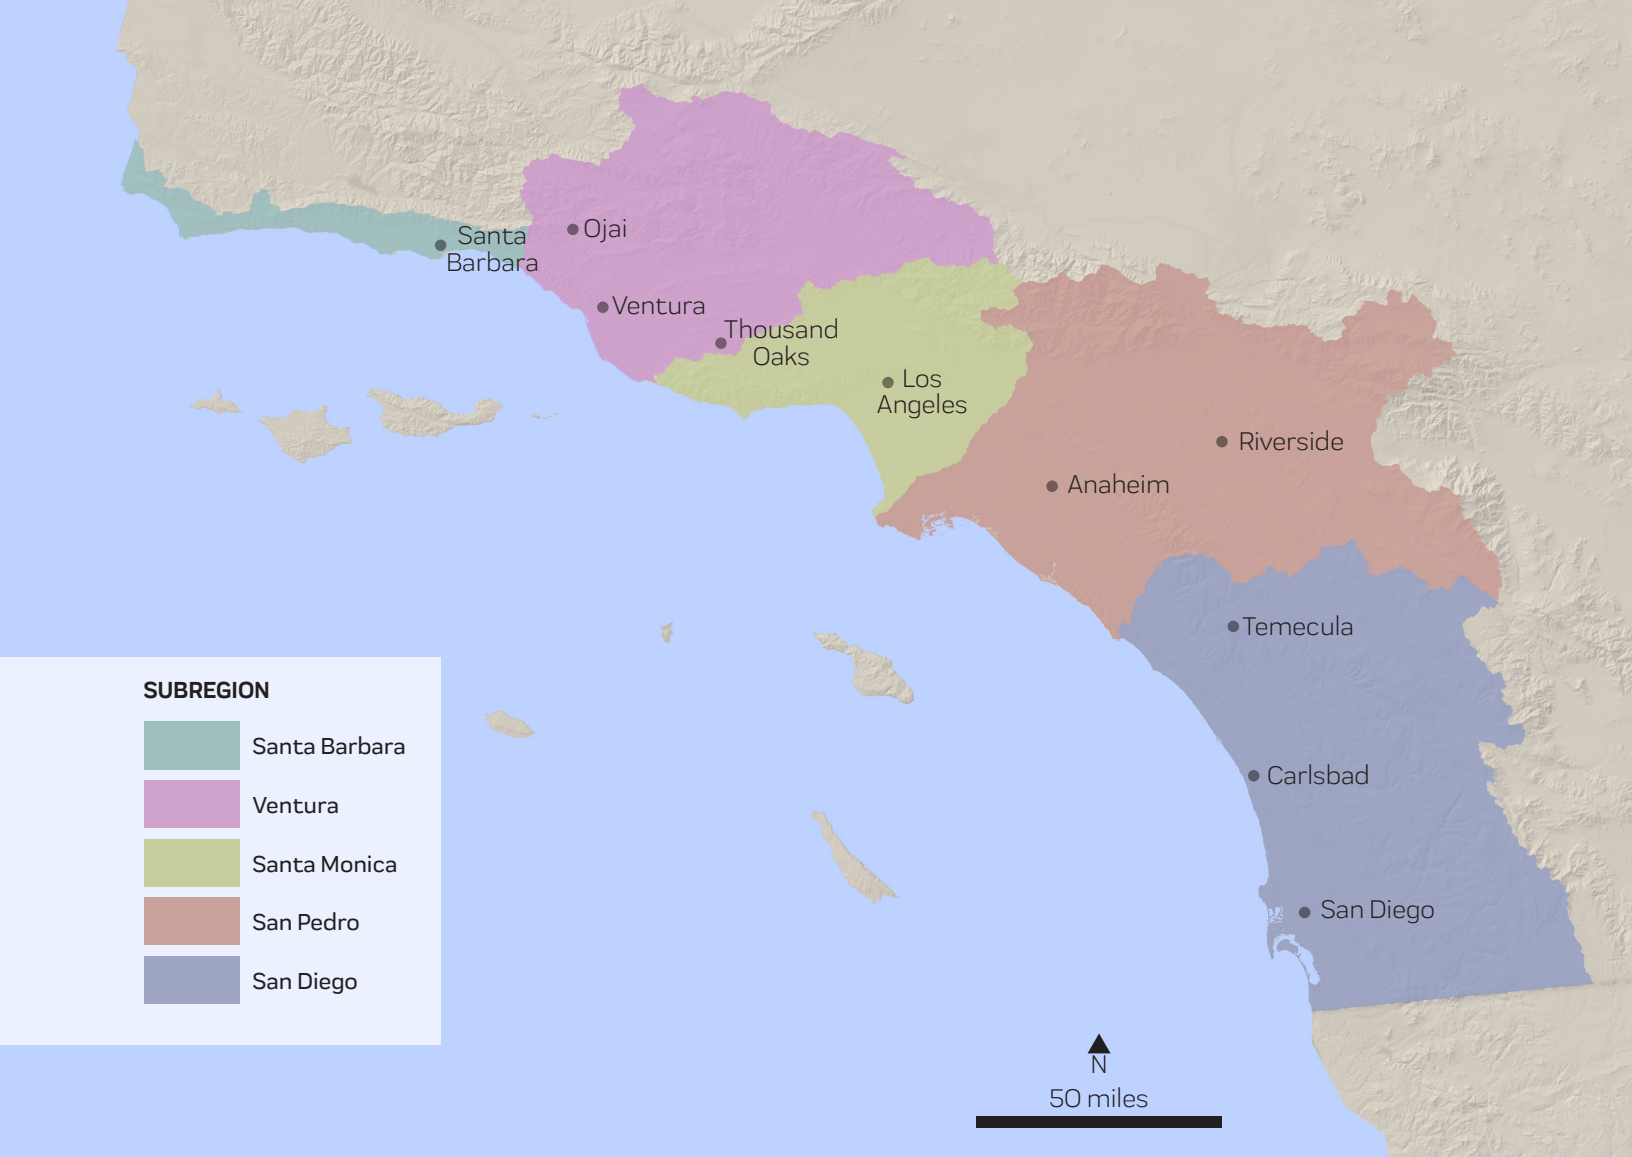 Ojai
Santa
Barbara
Ventura
Thousand
Oaks
Los
Angeles
Riverside
Anaheim
Temecula
SUBREGION
Santa Barbara
Ventura
Santa Monica
San Pedro
San Diego
Carlsbad
San Diego
N
50 miles